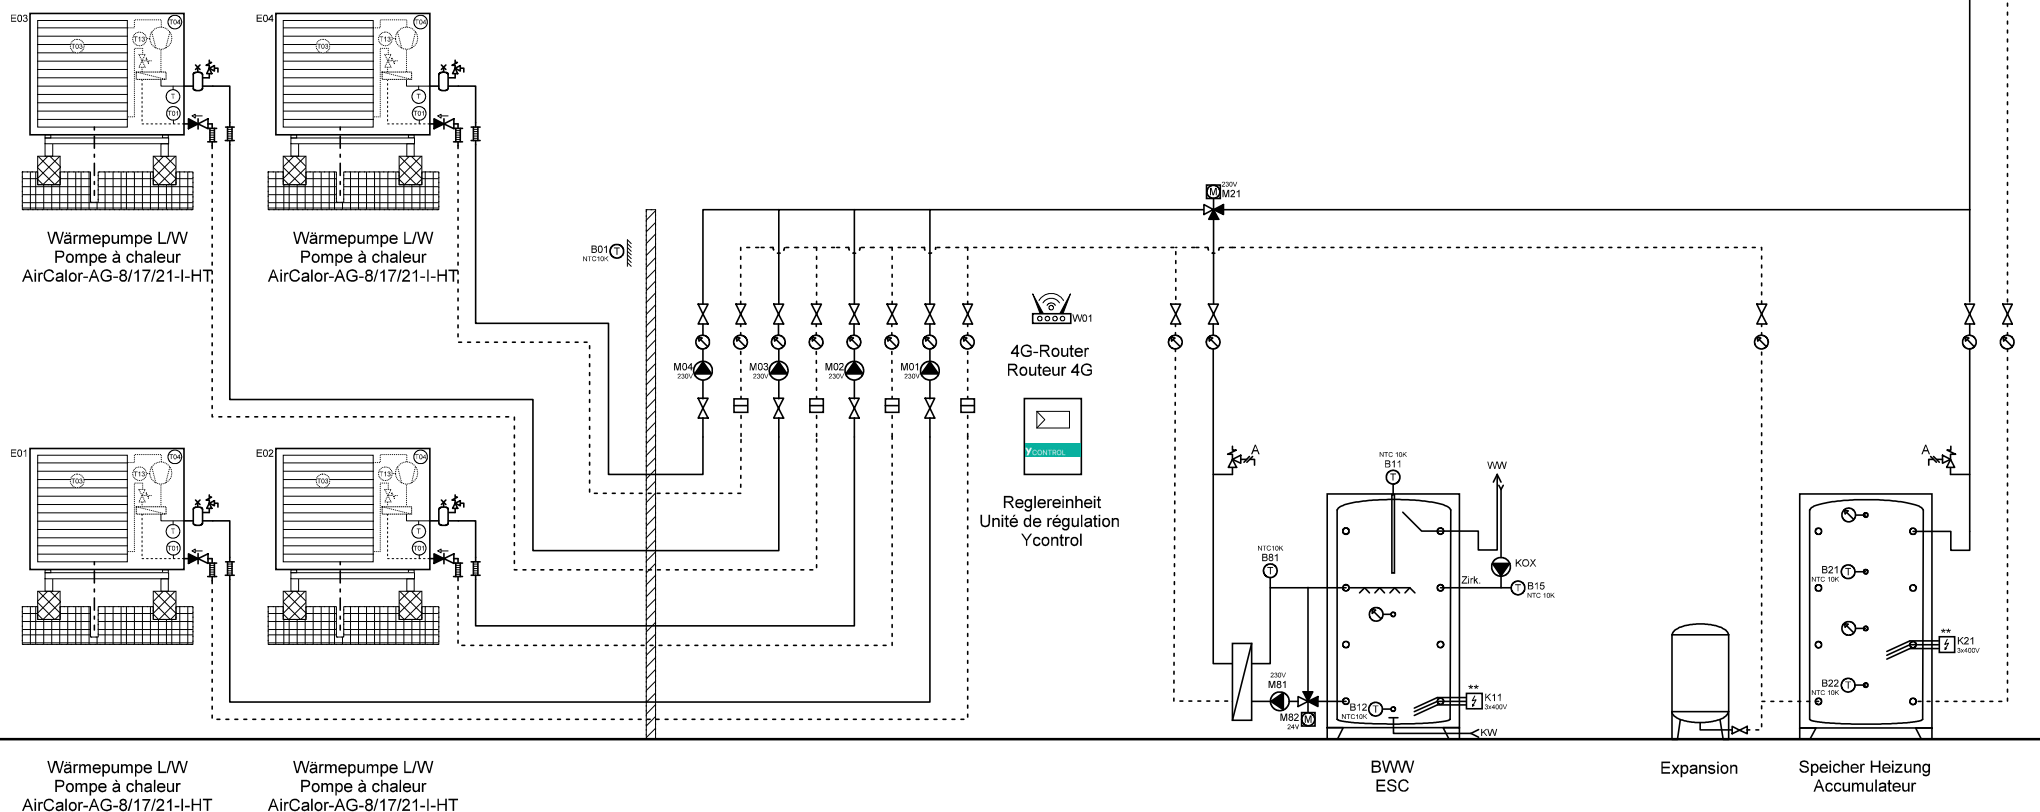 E03
T04
T13
T03
T
T01
E04
T04
T13
T03
T
T01
Wärmepumpe L/W
Pompe à chaleur
AirCalor-AG-8/17/21-I-HT
Wärmepumpe L/W
Pompe à chaleur
AirCalor-AG-8/17/21-I-HT
B01
T
NTC10K
230V
M
M21
W01
4G-Router
Routeur 4G
M04
230V
M03
230V
M02
230V
M01
230V
YCONTROL
Reglereinheit
Unité de régulation
Ycontrol
E01
T04
T13
T03
T
T01
E02
T04
T13
T03
T
T01
A
A
NTC 10K
B11
T
WW
NTC10K
B81
T
KOX
Zirk.
T
B15
NTC 10K
230V
M81
M82
24V
M
B12
T
NTC10K
**
K11
3x400V
KW
B21
T
NTC 10K
**
K21
3x400V
B22
T
NTC 10K
Wärmepumpe L/W
Pompe à chaleur
AirCalor-AG-8/17/21-I-HT
Wärmepumpe L/W
Pompe à chaleur
AirCalor-AG-8/17/21-I-HT
BWW
ESC
Expansion
Speicher Heizung
Accumulateur